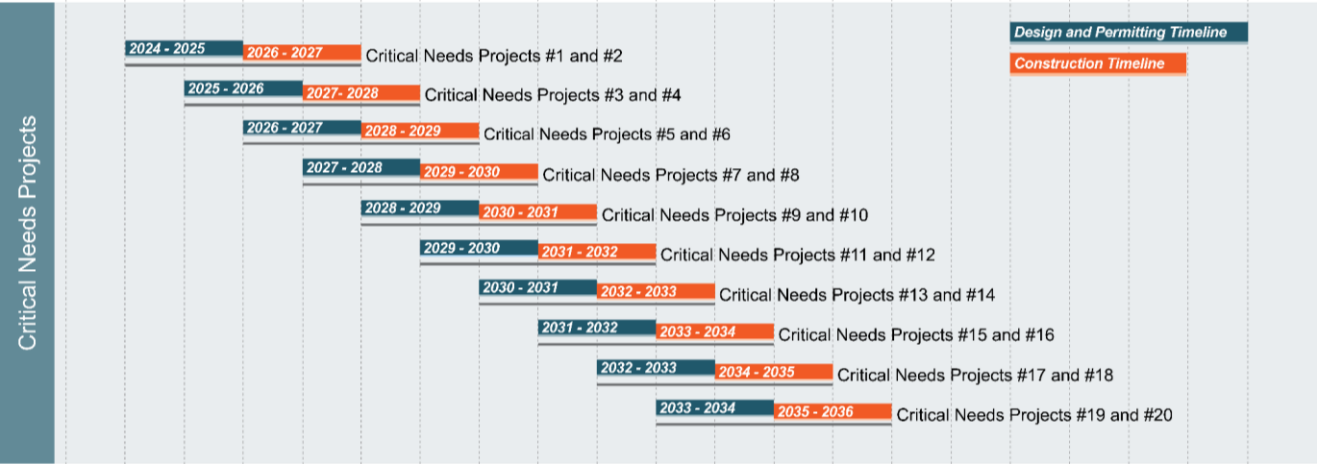 Critical Needs Projects
Design and Permitting Timeline
Construction Timeline
2024 - 2025 2026 - 2027 Critical Needs Projects #1 and #2
2025 - 2026 2027- 2028 Critical Needs Projects #3 and #4
2026 - 2027 2028 - 2029 Critical Needs Projects #5 and #6
2027 - 2028 2029 - 2030 Critical Needs Projects #7 and #8
2028 - 2029 2030 - 2031 Critical Needs Projects #9 and #10
2029 - 2030 2031 - 2032 Critical Needs Projects #11 and #12
2030 - 2031 2032 - 2033 Critical Needs Projects #13 and #14
2031 - 2032 2033 - 2034 Critical Needs Projects #15 and #16
2032 - 2033 2034 - 2035 Critical Needs Projects #17 and #18
2033 - 2034 2035 - 2036 Critical Needs Projects #19 and #20